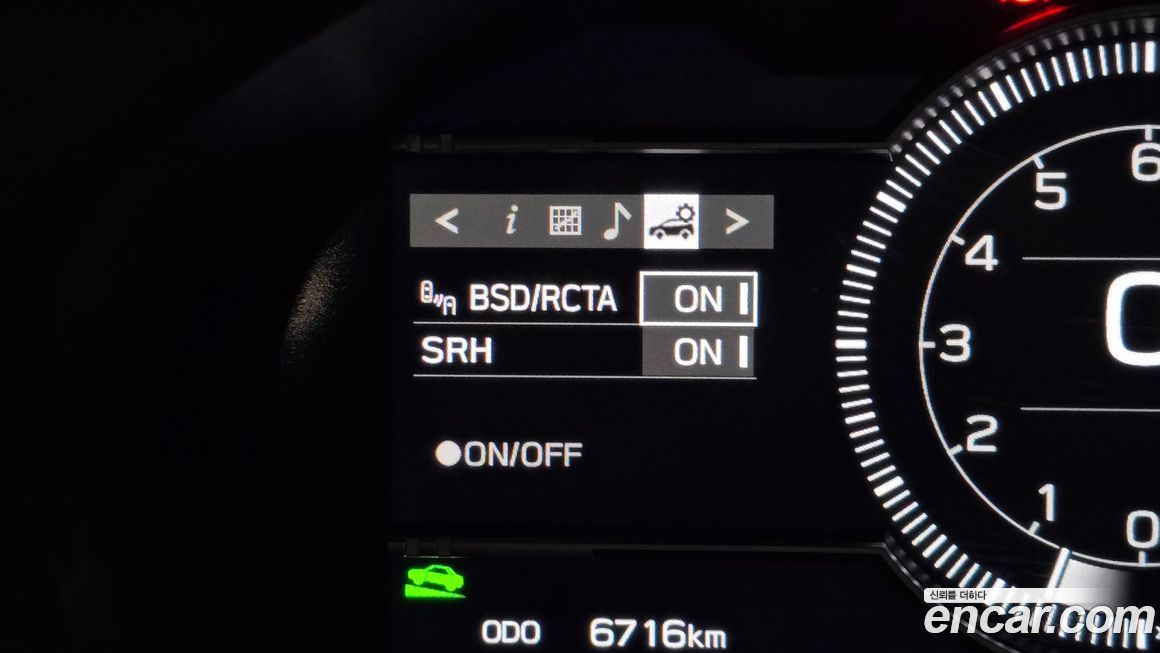 < i >
BSD/RCTA ON
SRH ON
ON/OFF
ODO 6716km
6
5
4
3
2
1
0
0
신뢰를 더하다
encar.com